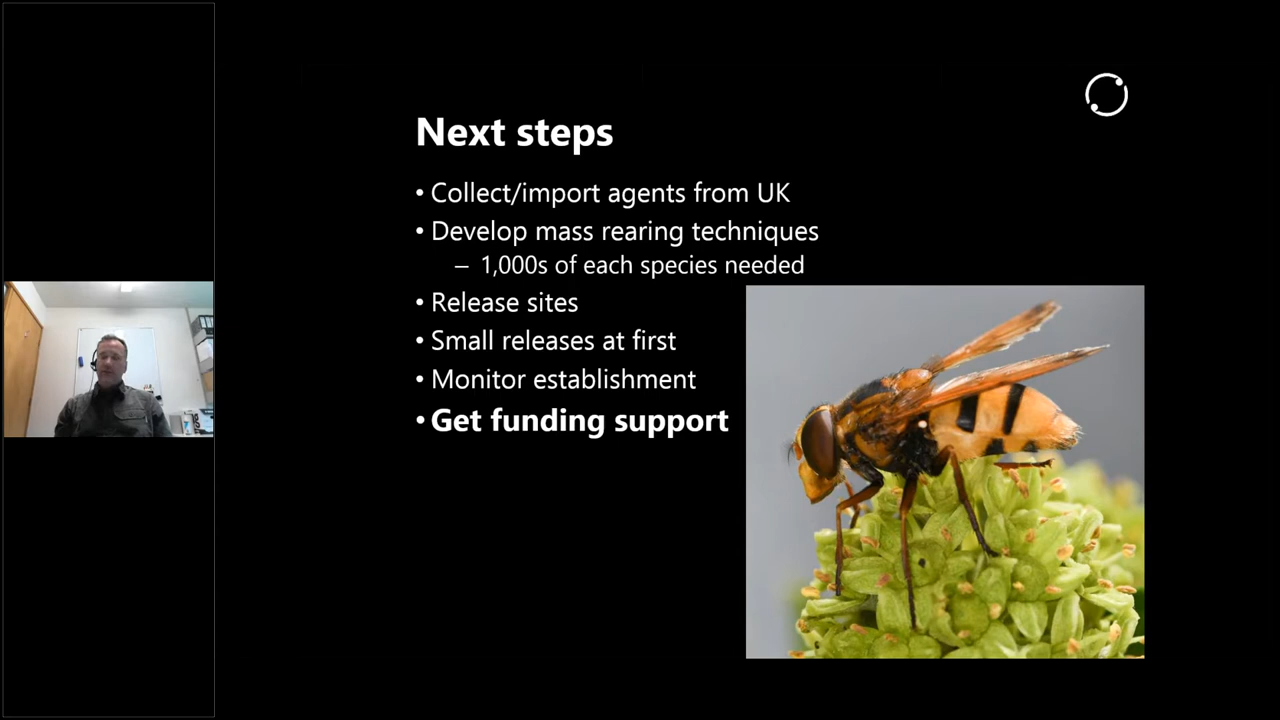 Next steps
• Collect/import agents from UK
• Develop mass rearing techniques
– 1,000s of each species needed
• Release sites
• Small releases at first
• Monitor establishment
• Get funding support